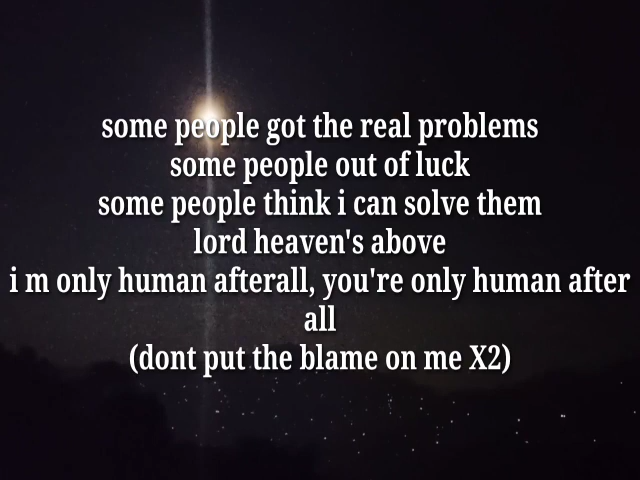 some people got the real problems
some people out of luck
some people think i can solve them
lord heaven's above
i m only human afterall, you're only human after
all
(dont put the blame on me X2)